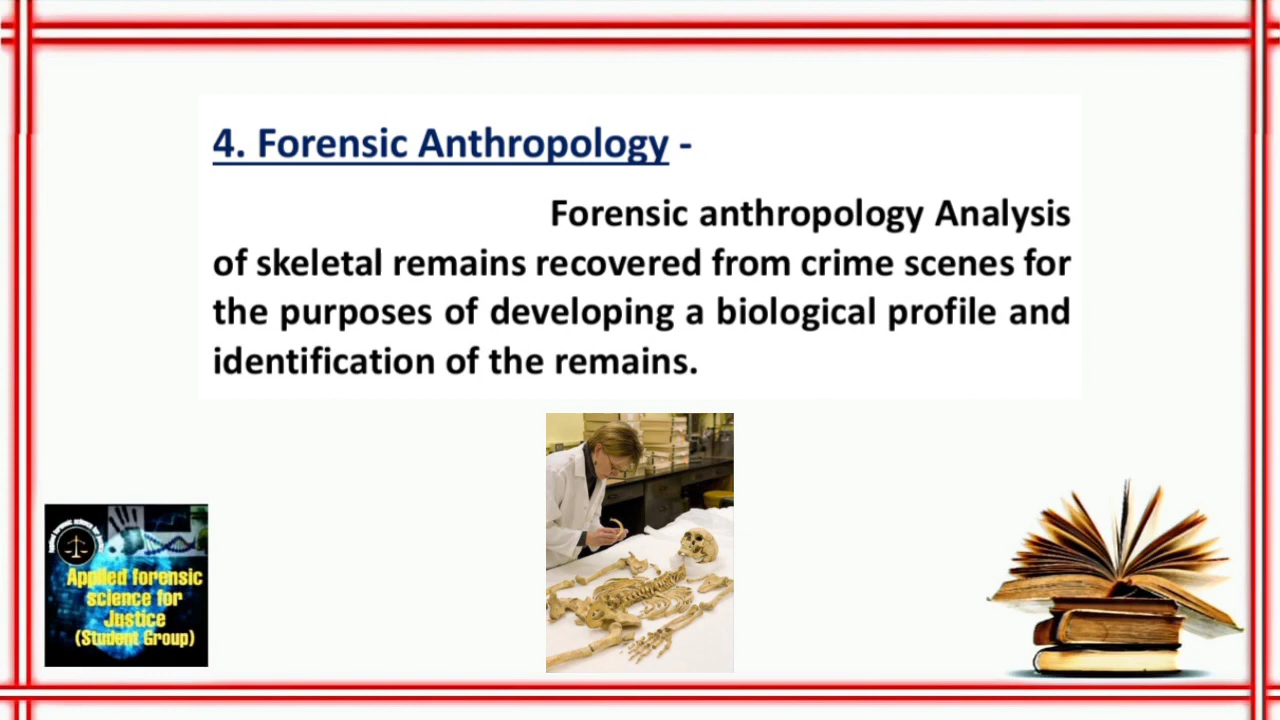 4. Forensic Anthropology -
Forensic anthropology Analysis
of skeletal remains recovered from crime scenes for
the purposes of developing a biological profile and
identification of the remains.
Applied forensic
science for
Justice
(Student Group)